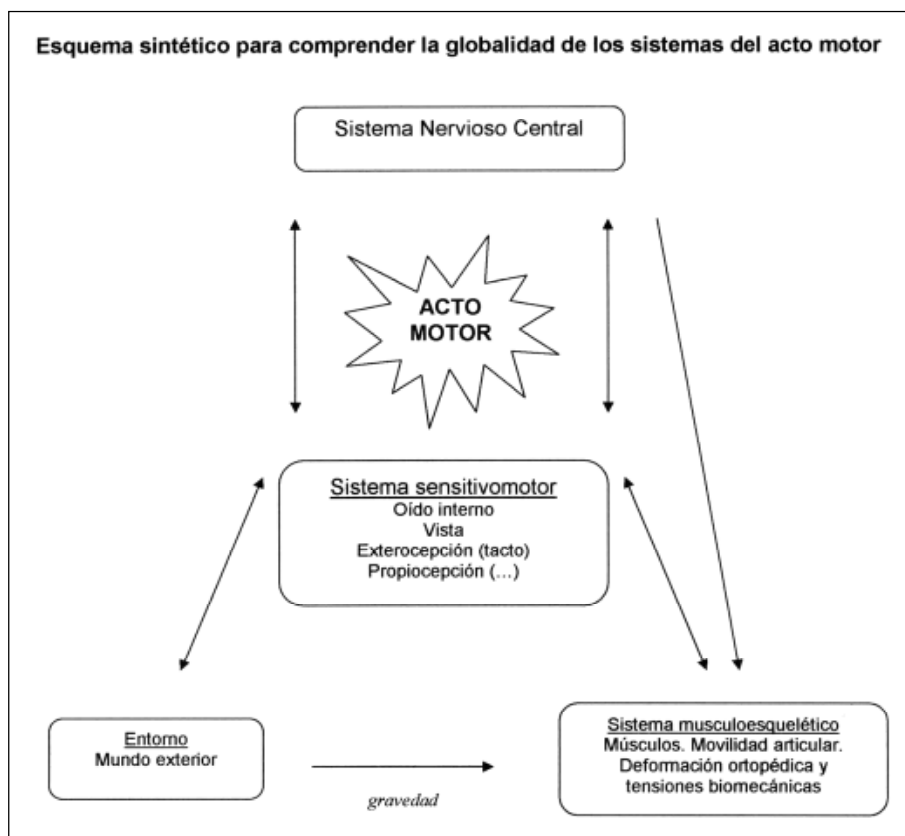 Esquema sintético para comprender la globalidad de los sistemas del acto motor
Sistema Nervioso Central
ACTO
MOTOR
Sistema sensitivomotor
Oído interno
Vista
Exterocepción (tacto)
Propiocepción (...)
Entorno
Mundo exterior
gravedad
Sistema musculoesquelético
Músculos. Movilidad articular.
Deformación ortopédica y
tensiones biomecánicas